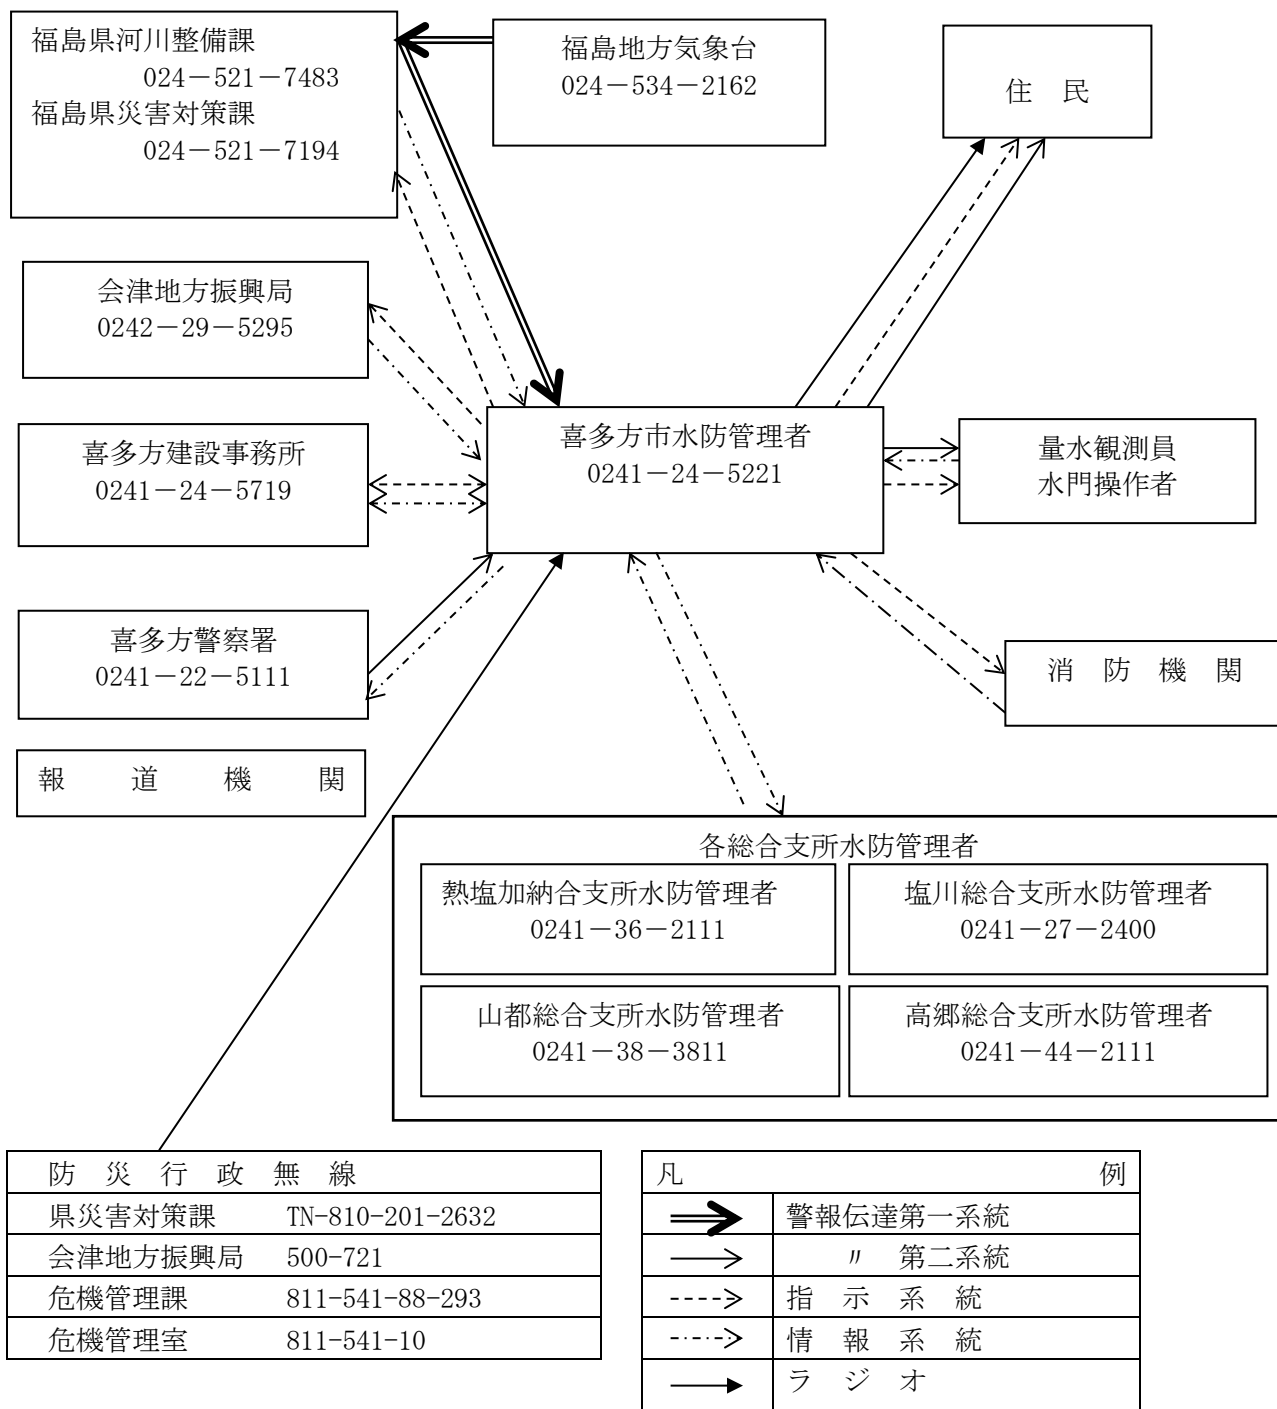 福島県河川整備課
024－521－7483
福島県災害対策課
024－521－7194
福島地方気象台
024－534－2162
住　民
会津地方振興局
0242－29－5295
喜多方建設事務所
0241－24－5719
喜多方市水防管理者
0241－24－5221
量水観測員
水門操作者
喜多方警察署
0241－22－5111
消　防　機　関
報　道　機　関
各総合支所水防管理者
熱塩加納合支所水防管理者
0241－36－2111
塩川総合支所水防管理者
0241－27－2400
山都総合支所水防管理者
0241－38－3811
高郷総合支所水防管理者
0241－44－2111
防　災　行　政　無　線
県災害対策課　TN-810-201-2632
会津地方振興局　500-721
危機管理課　811-541-88-293
危機管理室　811-541-10
凡　例
警報伝達第一系統
〃　第二系統
指　示　系　統
情　報　系　統
ラ　ジ　オ